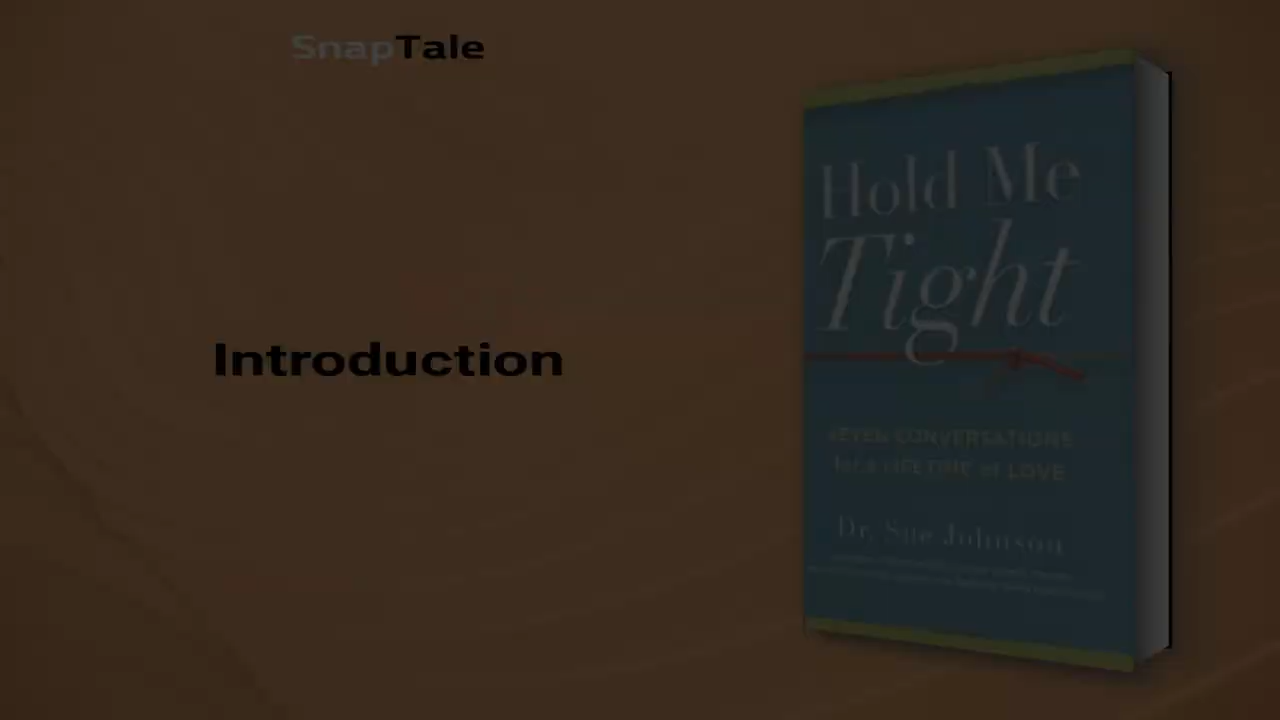 SnapTale
Introduction
Hold Me
Tight
SEVEN CONVERSATIONS
for a LIFETIME of LOVE
Dr. Sue Johnson